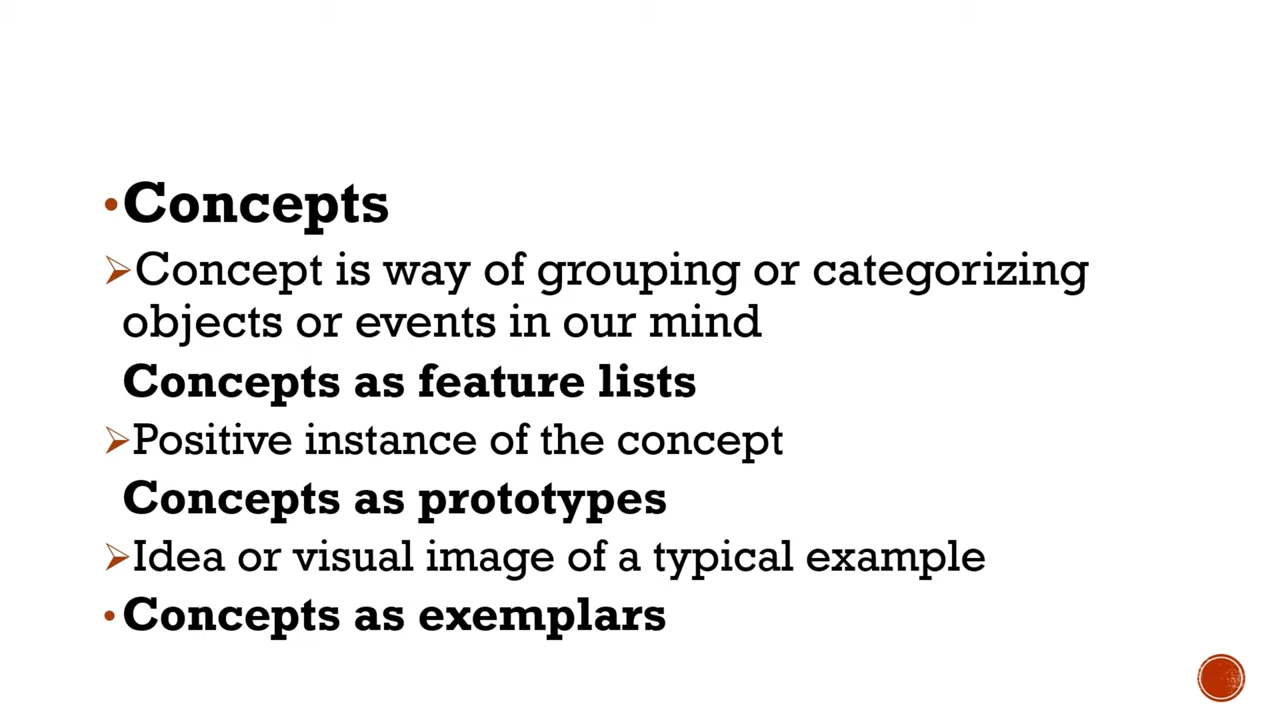 •Concepts
➢Concept is way of grouping or categorizing
objects or events in our mind
Concepts as feature lists
➢Positive instance of the concept
Concepts as prototypes
➢Idea or visual image of a typical example
•Concepts as exemplars